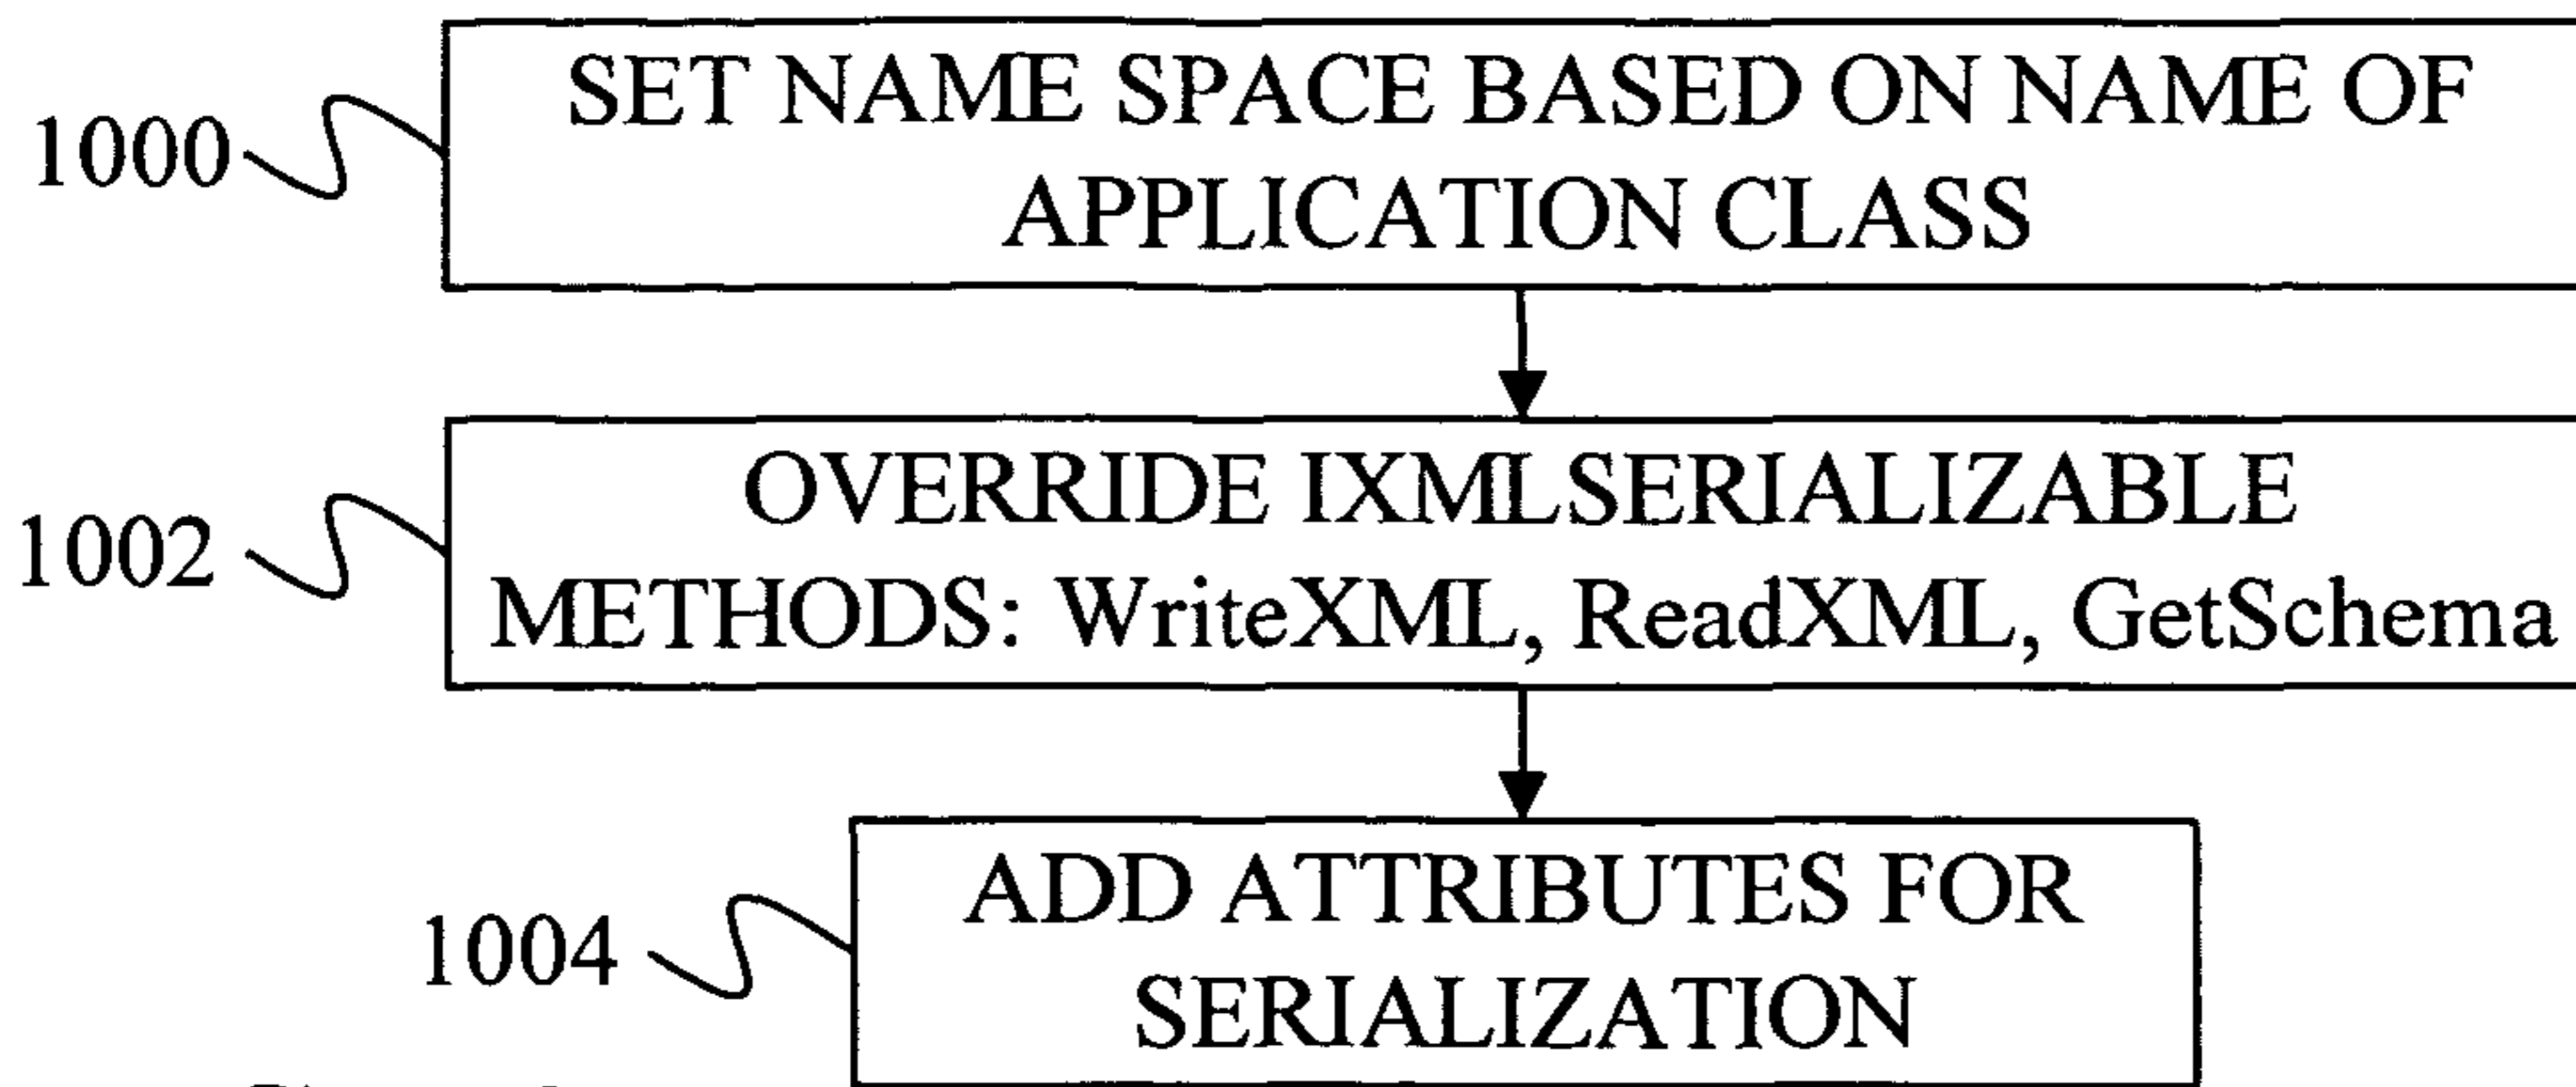 SET NAME SPACE BASED ON NAME OF
1000
APPLICATION CLASS
OVERRIDE IXMLSERIALIZABLE
1002
METHODS: WriteXML, ReadXML, GetSchema
ADD ATTRIBUTES FOR
1004
SERIALIZATION